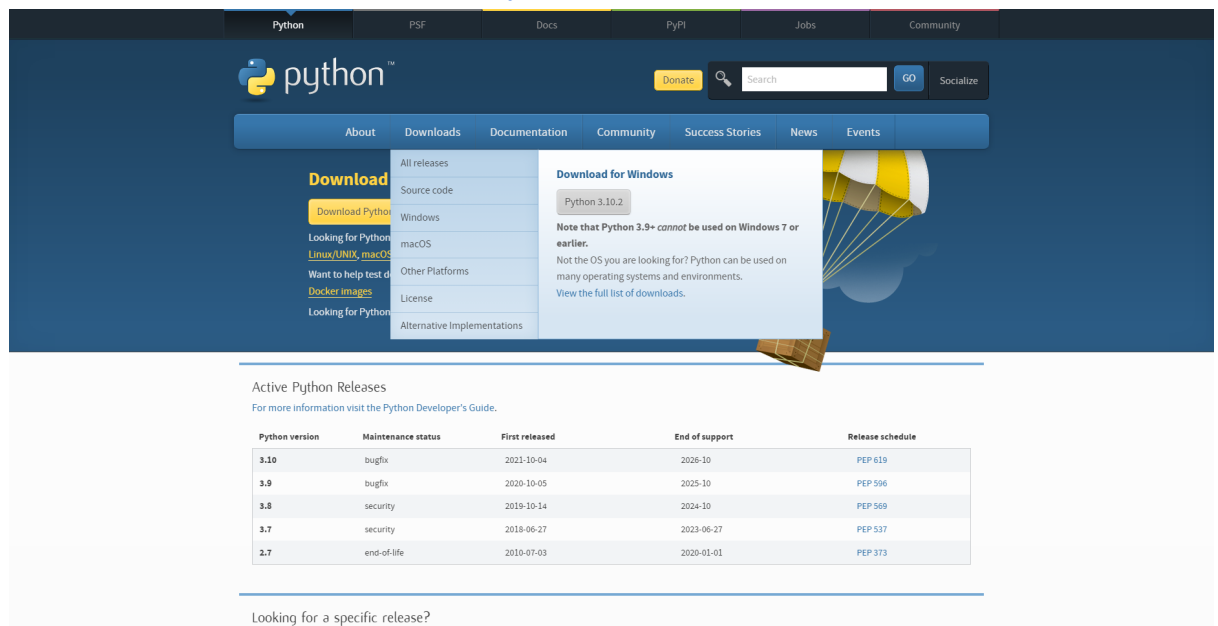 Python PSF Docs PyPI Jobs Community
python™
Donate Search GO Socialize
About Downloads Documentation Community Success Stories News Events
Download
Download Python
Looking for Python
Linux/UNIX, macOS
Want to help test d
Docker images
Looking for Python
All releases
Source code
Windows
macOS
Other Platforms
License
Alternative Implementations
Download for Windows
Python 3.10.2
Note that Python 3.9+ cannot be used on Windows 7 or
earlier.
Not the OS you are looking for? Python can be used on
many operating systems and environments.
View the full list of downloads.
Active Python Releases
For more information visit the Python Developer's Guide.
Python version Maintenance status First released End of support Release schedule
3.10 bugfix 2021-10-04 2026-10 PEP 619
3.9 bugfix 2020-10-05 2025-10 PEP 596
3.8 security 2019-10-14 2024-10 PEP 569
3.7 security 2018-06-27 2023-06-27 PEP 537
2.7 end-of-life 2010-07-03 2020-01-01 PEP 373
Looking for a specific release?